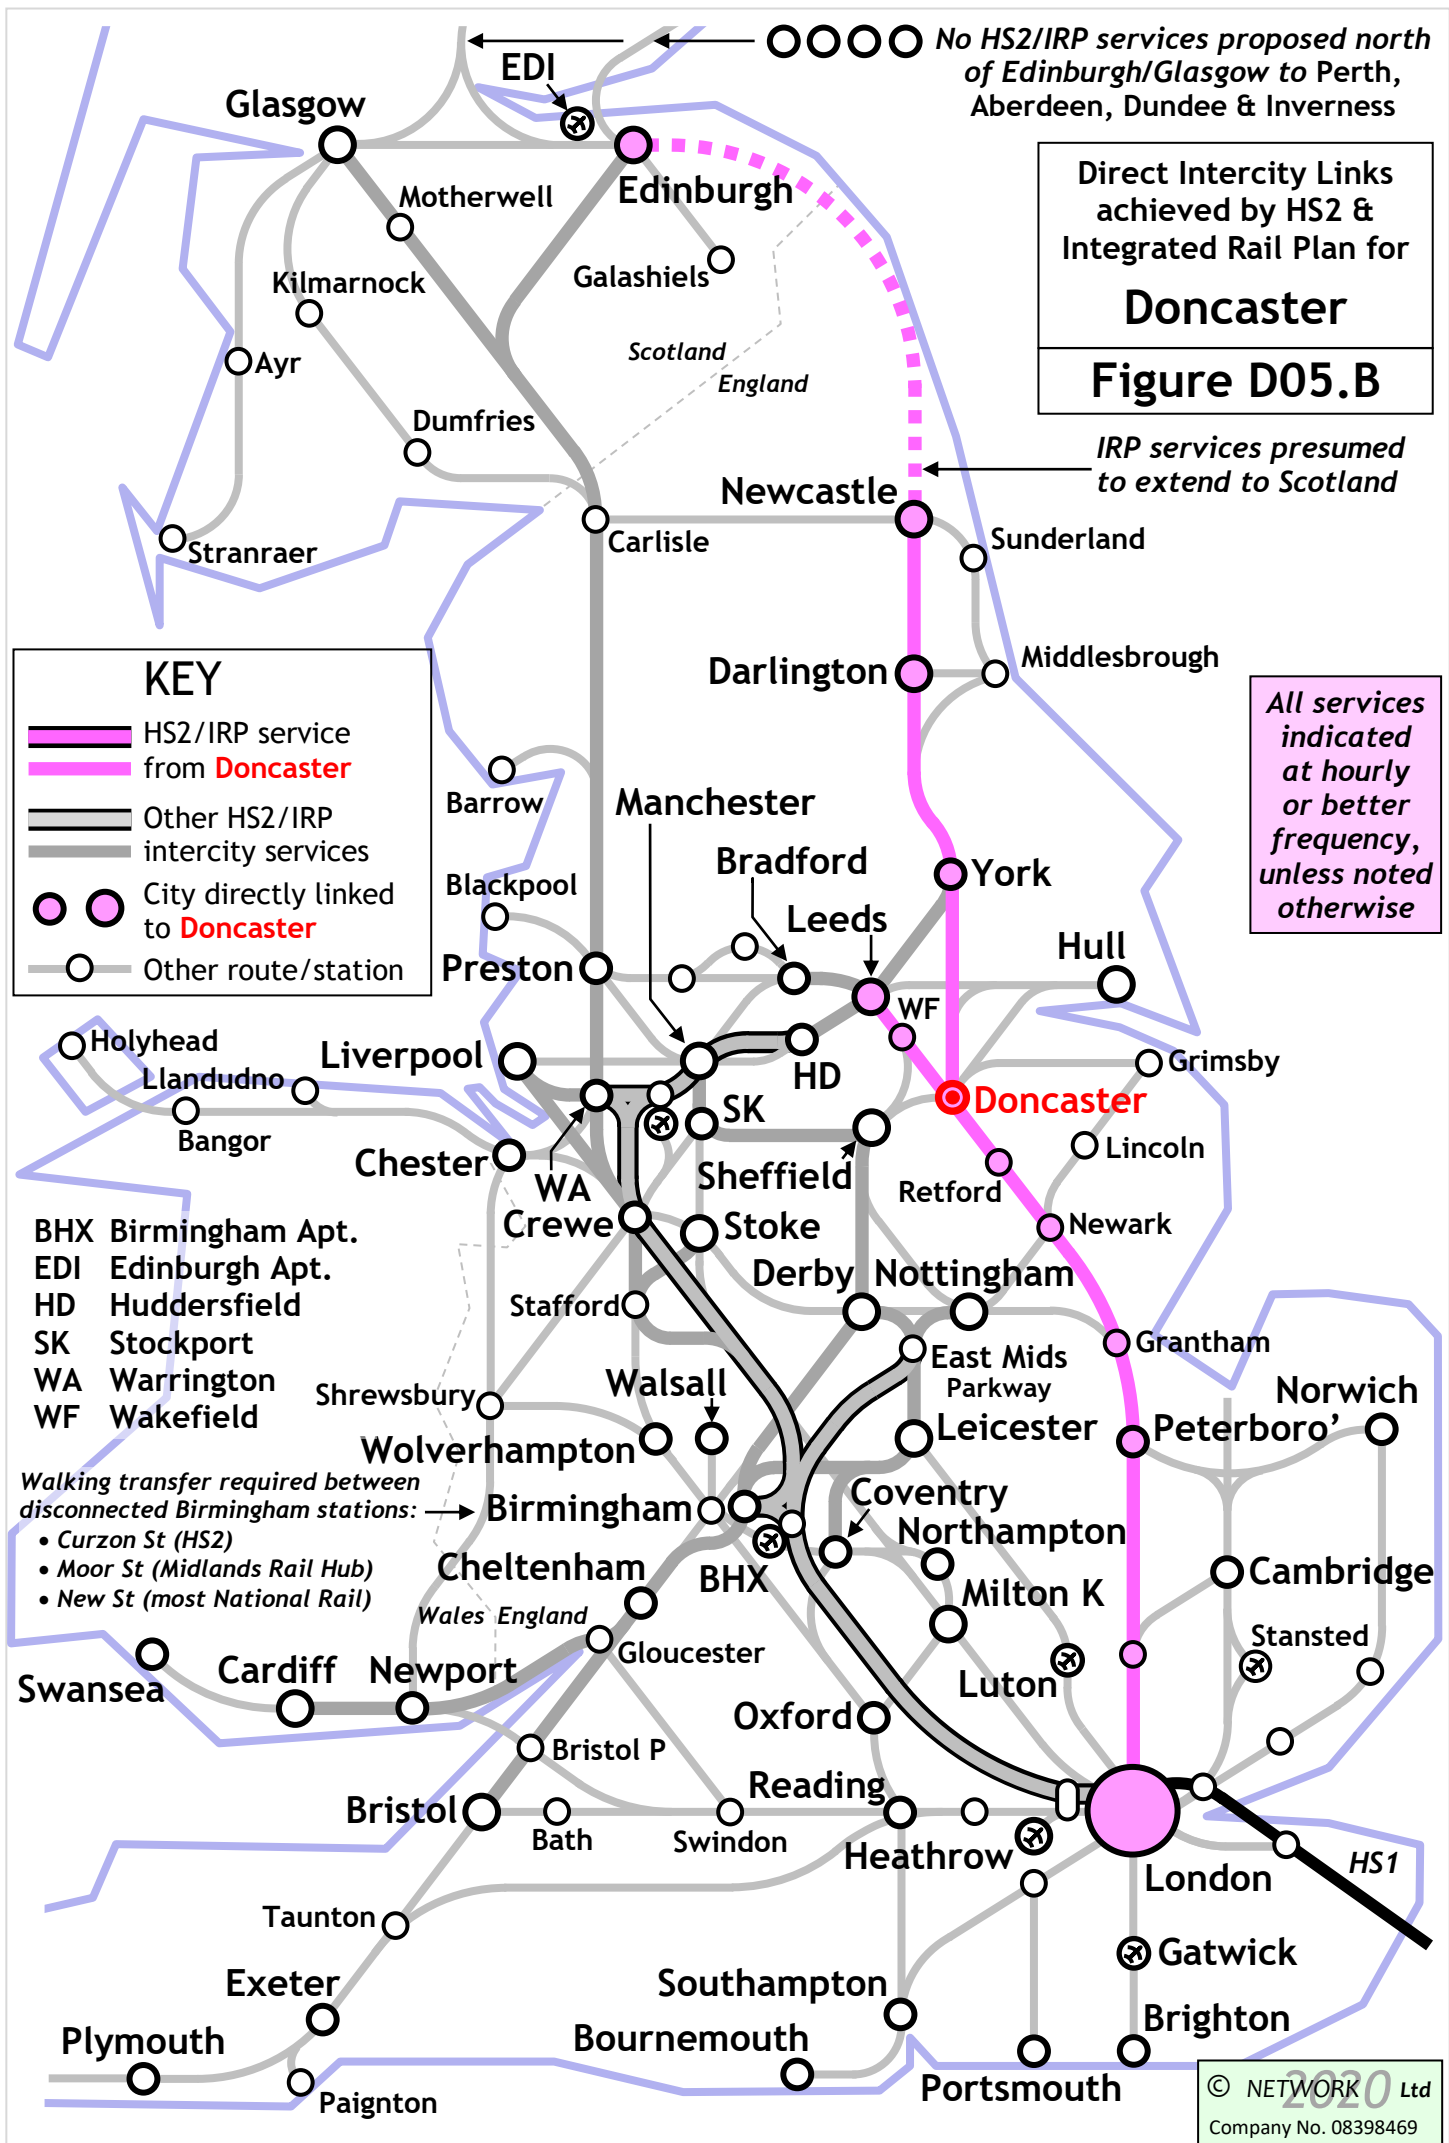 No HS2/IRP services proposed north
of Edinburgh/Glasgow to Perth,
Aberdeen, Dundee & Inverness
EDI
Glasgow
Edinburgh
Motherwell
Galashiels
Kilmarnock
Ayr
Dumfries
Stranraer
Scotland
England
Direct Intercity Links
achieved by HS2 &
Integrated Rail Plan for
Doncaster
Figure D05.B
IRP services presumed
to extend to Scotland
Newcastle
Carlisle
Sunderland
Darlington
Middlesbrough
KEY
HS2/IRP service
from Doncaster
Other HS2/IRP
intercity services
City directly linked
to Doncaster
Other route/station
All services
indicated
at hourly
or better
frequency,
unless noted
otherwise
Barrow
Manchester
Bradford
York
Blackpool
Leeds
Hull
Preston
WF
Holyhead
Llandudno
Bangor
Liverpool
HD
Grimsby
Doncaster
SK
Lincoln
Chester
WA
Sheffield
Retford
Crewe
Stoke
Newark
BHX Birmingham Apt.
EDI Edinburgh Apt.
HD Huddersfield
SK Stockport
WA Warrington
WF Wakefield
Derby
Nottingham
Stafford
Grantham
East Mids
Parkway
Shrewsbury
Walsall
Norwich
Wolverhampton
Leicester
Peterboro’
Walking transfer required between
disconnected Birmingham stations:
• Curzon St (HS2)
• Moor St (Midlands Rail Hub)
• New St (most National Rail)
Birmingham
Coventry
Northampton
Cheltenham
BHX
Cambridge
Milton K
Wales England
Gloucester
Stansted
Swansea
Cardiff
Newport
Luton
Oxford
Bristol P
Reading
Bristol
Bath
Swindon
Heathrow
London
HS1
Taunton
Gatwick
Exeter
Southampton
Brighton
Plymouth
Bournemouth
Paignton
Portsmouth
© NETWORK 2020 Ltd
Company No. 08398469